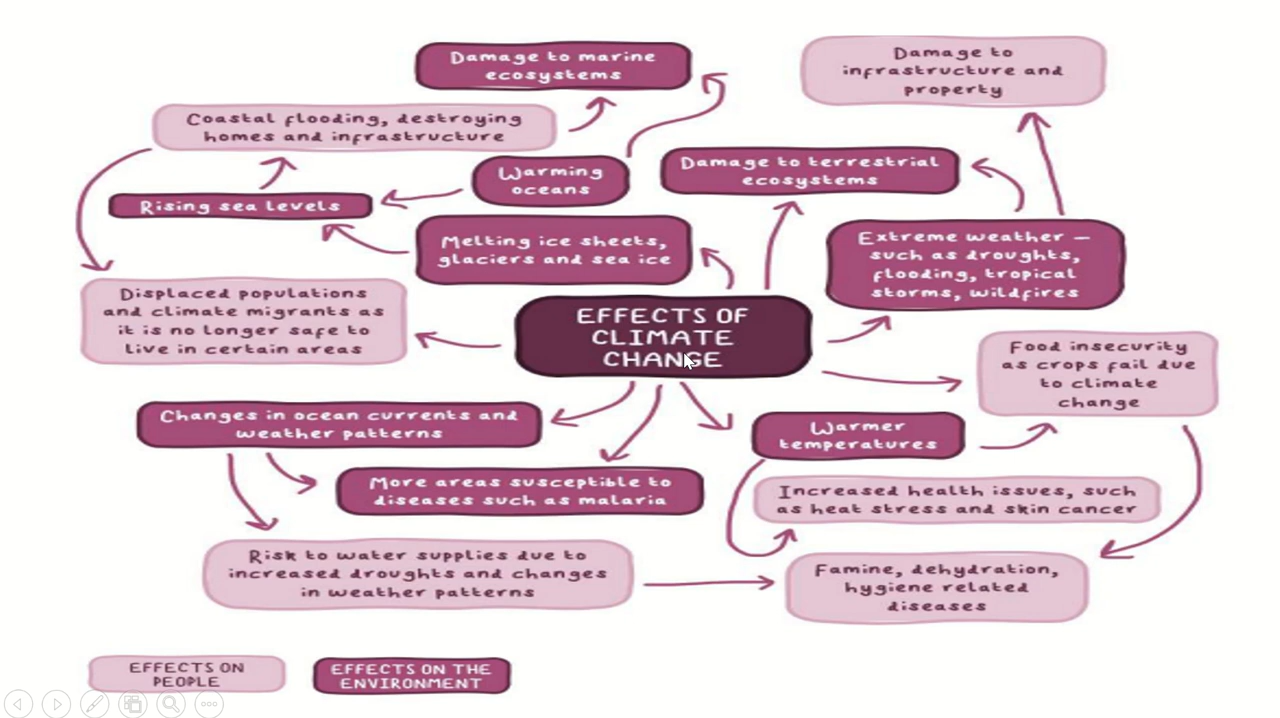 Damage to marine
ecosystems
Damage to
infrastructure and
property
Coastal flooding, destroying
homes and infrastructure
Warming
oceans
Damage to terrestrial
ecosystems
Rising sea levels
Melting ice sheets,
glaciers and sea ice
Extreme weather –
such as droughts,
flooding, tropical
storms, wildfires
Displaced populations
and climate migrants as
it is no longer safe to
live in certain areas
EFFECTS OF
CLIMATE
CHANGE
Food insecurity
as crops fail due
to climate
change
Changes in ocean currents and
weather patterns
Warmer
temperatures
More areas susceptible to
diseases such as malaria
Increased health issues, such
as heat stress and skin cancer
Risk to water supplies due to
increased droughts and changes
in weather patterns
Famine, dehydration,
hygiene related
diseases
EFFECTS ON
PEOPLE
EFFECTS ON THE
ENVIRONMENT